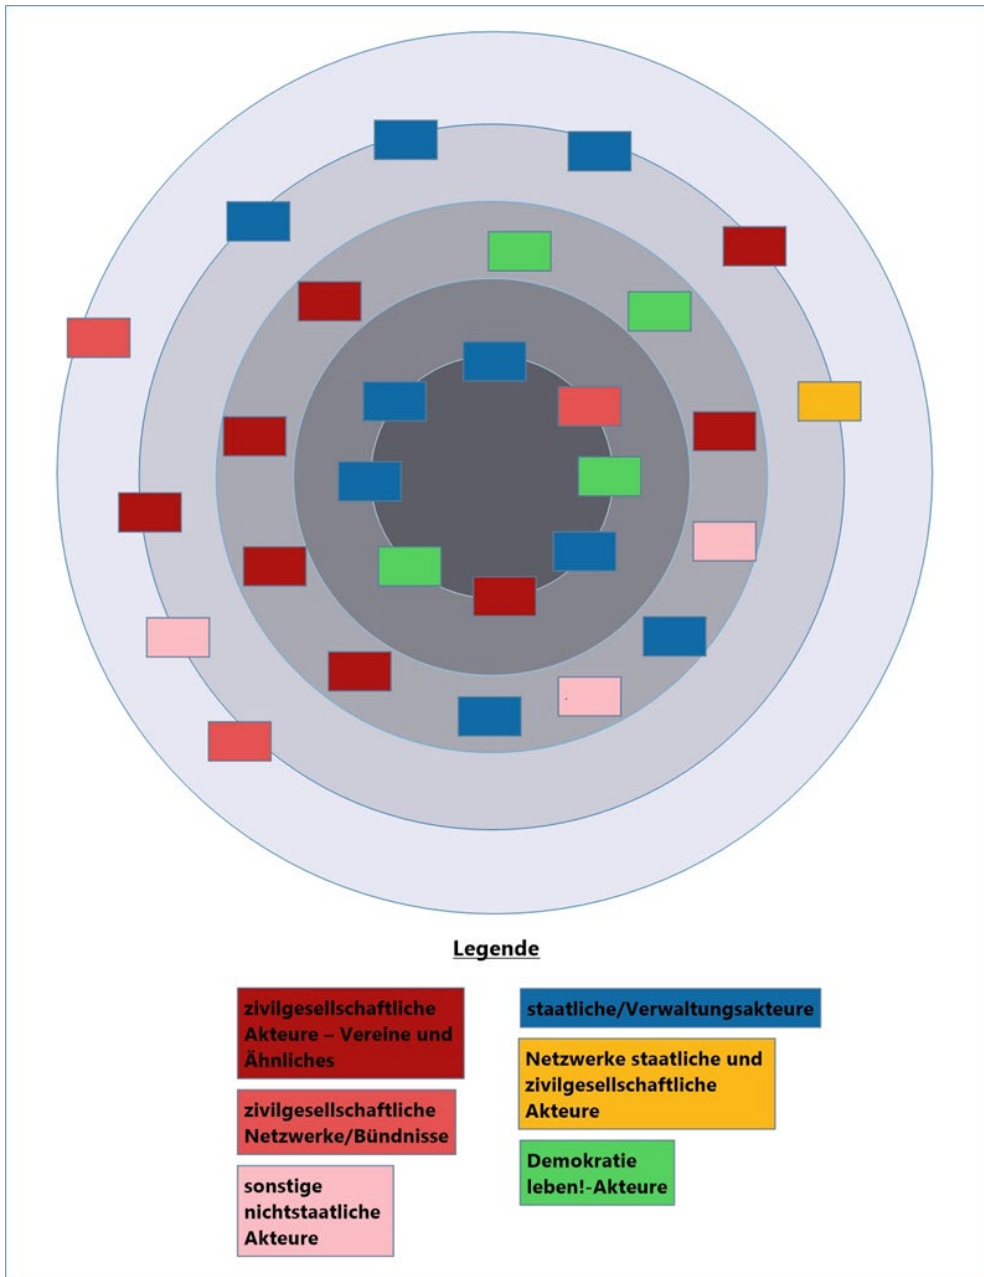 Legende
zivilgesellschaftliche
Akteure – Vereine und
Ähnliches
zivilgesellschaftliche
Netzwerke/Bündnisse
sonstige
nichtstaatliche
Akteure
staatliche/Verwaltungsakteure
Netzwerke staatliche und
zivilgesellschaftliche
Akteure
Demokratie
leben!-Akteure